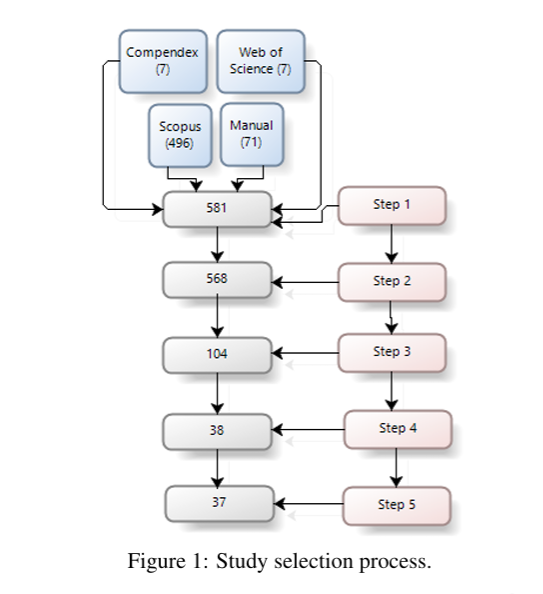 Compendex
(7)
Web of
Science (7)
Scopus
(496)
Manual
(71)
581
Step 1
568
Step 2
104
Step 3
38
Step 4
37
Step 5
Figure 1: Study selection process.